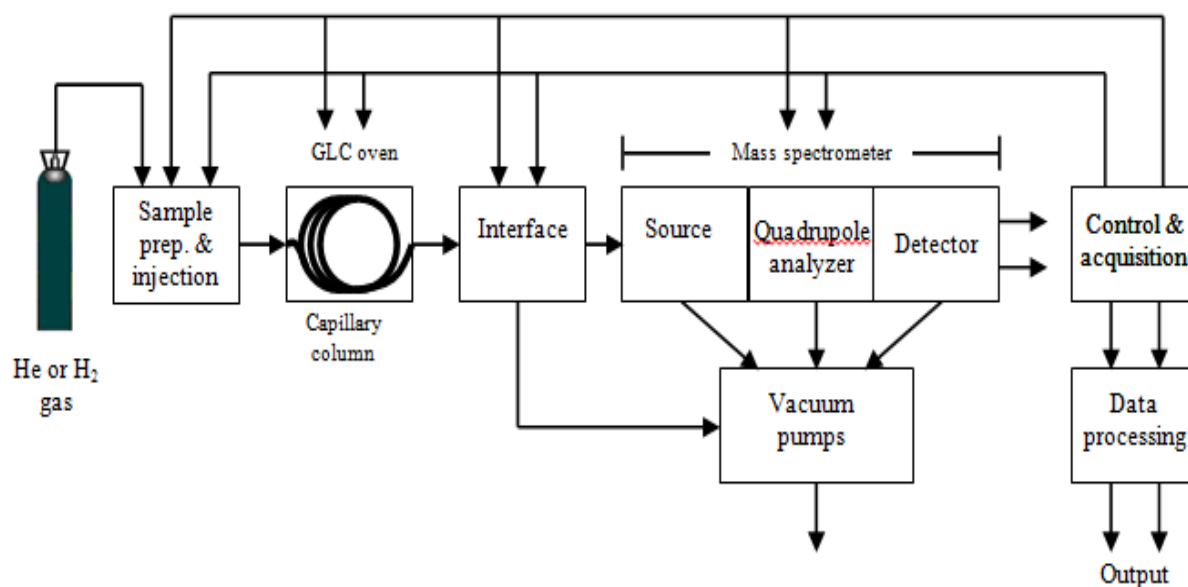 GLC oven
Mass spectrometer
Sample
prep. &
injection
Interface
Source
Quadrupole
analyzer
Detector
Control &
acquisition
Capillary
column
He or H₂
gas
Vacuum
pumps
Data
processing
Output